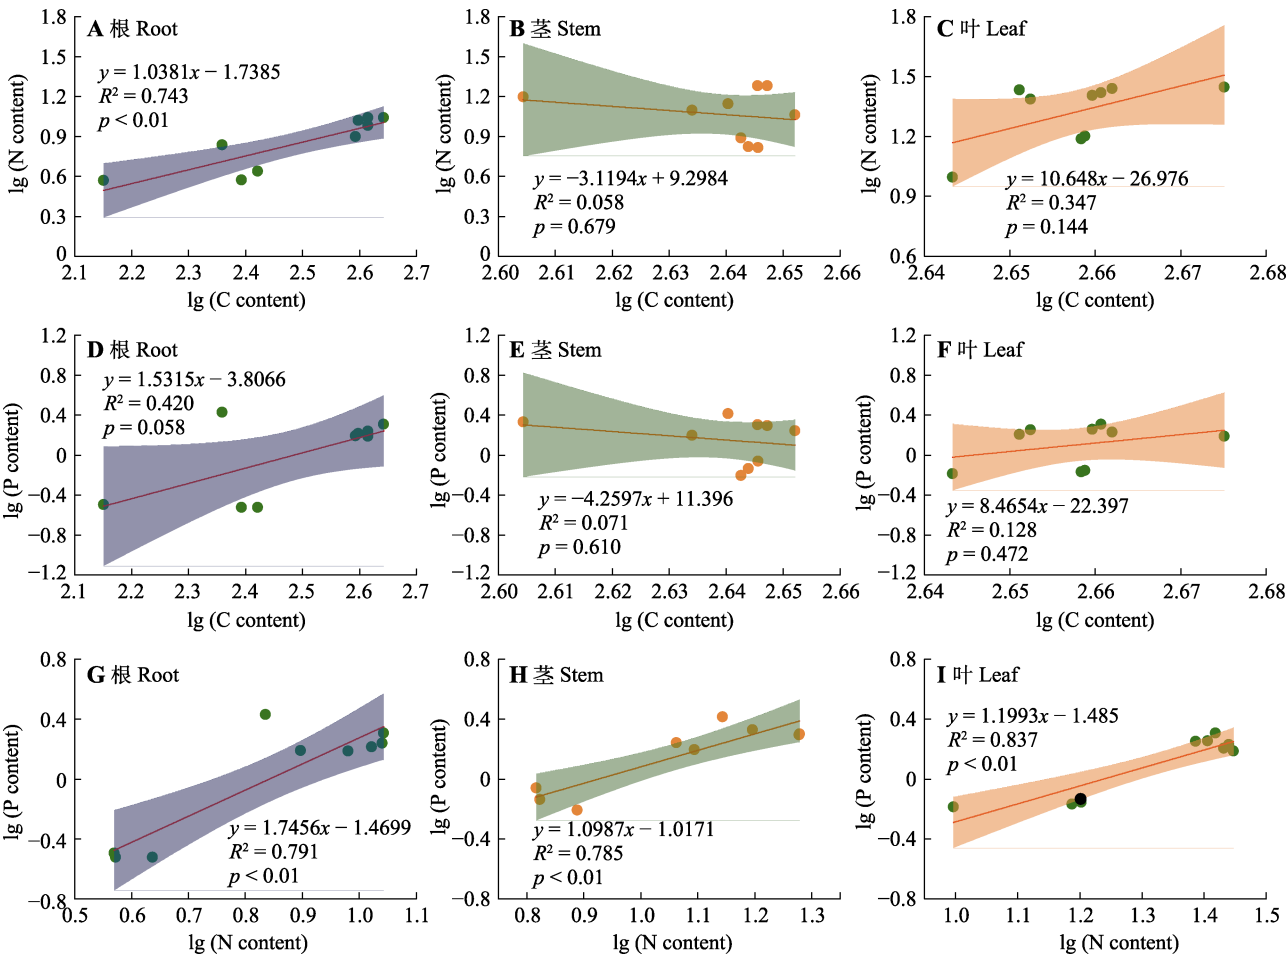 A 根 Root
y = 1.0381x − 1.7385
R² = 0.743
p < 0.01
lg (N content)
1.8
1.5
1.2
0.9
0.6
0.3
0
2.1 2.2 2.3 2.4 2.5 2.6 2.7
lg (C content)
B 茎 Stem
y = −3.1194x + 9.2984
R² = 0.058
p = 0.679
lg (N content)
1.8
1.5
1.2
0.9
0.6
0.3
0
2.60 2.61 2.62 2.63 2.64 2.65 2.66
lg (C content)
C 叶 Leaf
y = 10.648x − 26.976
R² = 0.347
p = 0.144
lg (N content)
1.8
1.5
1.2
0.9
0.6
2.64 2.65 2.66 2.67 2.68
lg (C content)
D 根 Root
y = 1.5315x − 3.8066
R² = 0.420
p = 0.058
lg (P content)
1.2
0.8
0.4
0
−0.4
−0.8
−1.2
2.1 2.2 2.3 2.4 2.5 2.6 2.7
lg (C content)
E 茎 Stem
y = −4.2597x + 11.396
R² = 0.071
p = 0.610
lg (P content)
1.2
0.8
0.4
0
−0.4
−0.8
−1.2
2.60 2.61 2.62 2.63 2.64 2.65 2.66
lg (C content)
F 叶 Leaf
y = 8.4654x − 22.397
R² = 0.128
p = 0.472
lg (P content)
1.2
0.8
0.4
0
−0.4
−0.8
−1.2
2.64 2.65 2.66 2.67 2.68
lg (C content)
G 根 Root
y = 1.7456x − 1.4699
R² = 0.791
p < 0.01
lg (P content)
0.8
0.4
0
−0.4
−0.8
0.5 0.6 0.7 0.8 0.9 1.0 1.1
lg (N content)
H 茎 Stem
y = 1.0987x − 1.0171
R² = 0.785
p < 0.01
lg (P content)
0.8
0.4
0
−0.4
−0.8
0.8 0.9 1.0 1.1 1.2 1.3
lg (N content)
I 叶 Leaf
y = 1.1993x − 1.485
R² = 0.837
p < 0.01
lg (P content)
0.8
0.4
0
−0.4
−0.8
1.0 1.1 1.2 1.3 1.4 1.5
lg (N content)